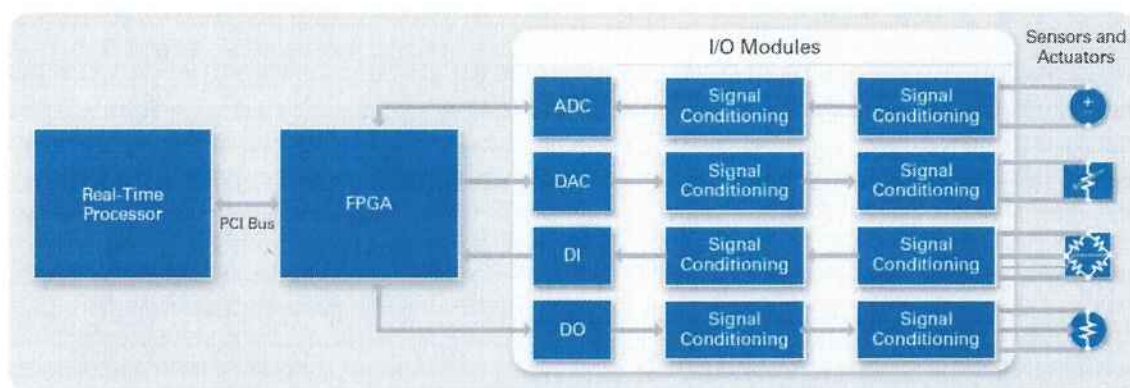 I/O Modules
Sensors and
Actuators
Real-Time
Processor
PCI Bus
FPGA
ADC
Signal
Conditioning
Signal
Conditioning
DAC
Signal
Conditioning
Signal
Conditioning
DI
Signal
Conditioning
Signal
Conditioning
DO
Signal
Conditioning
Signal
Conditioning